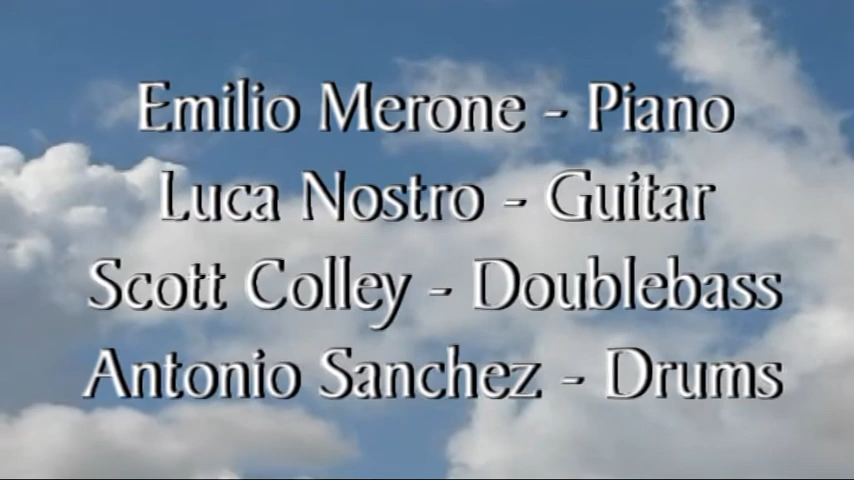 Emilio Merone - Piano
Luca Nostro - Guitar
Scott Colley - Doublebass
Antonio Sanchez - Drums